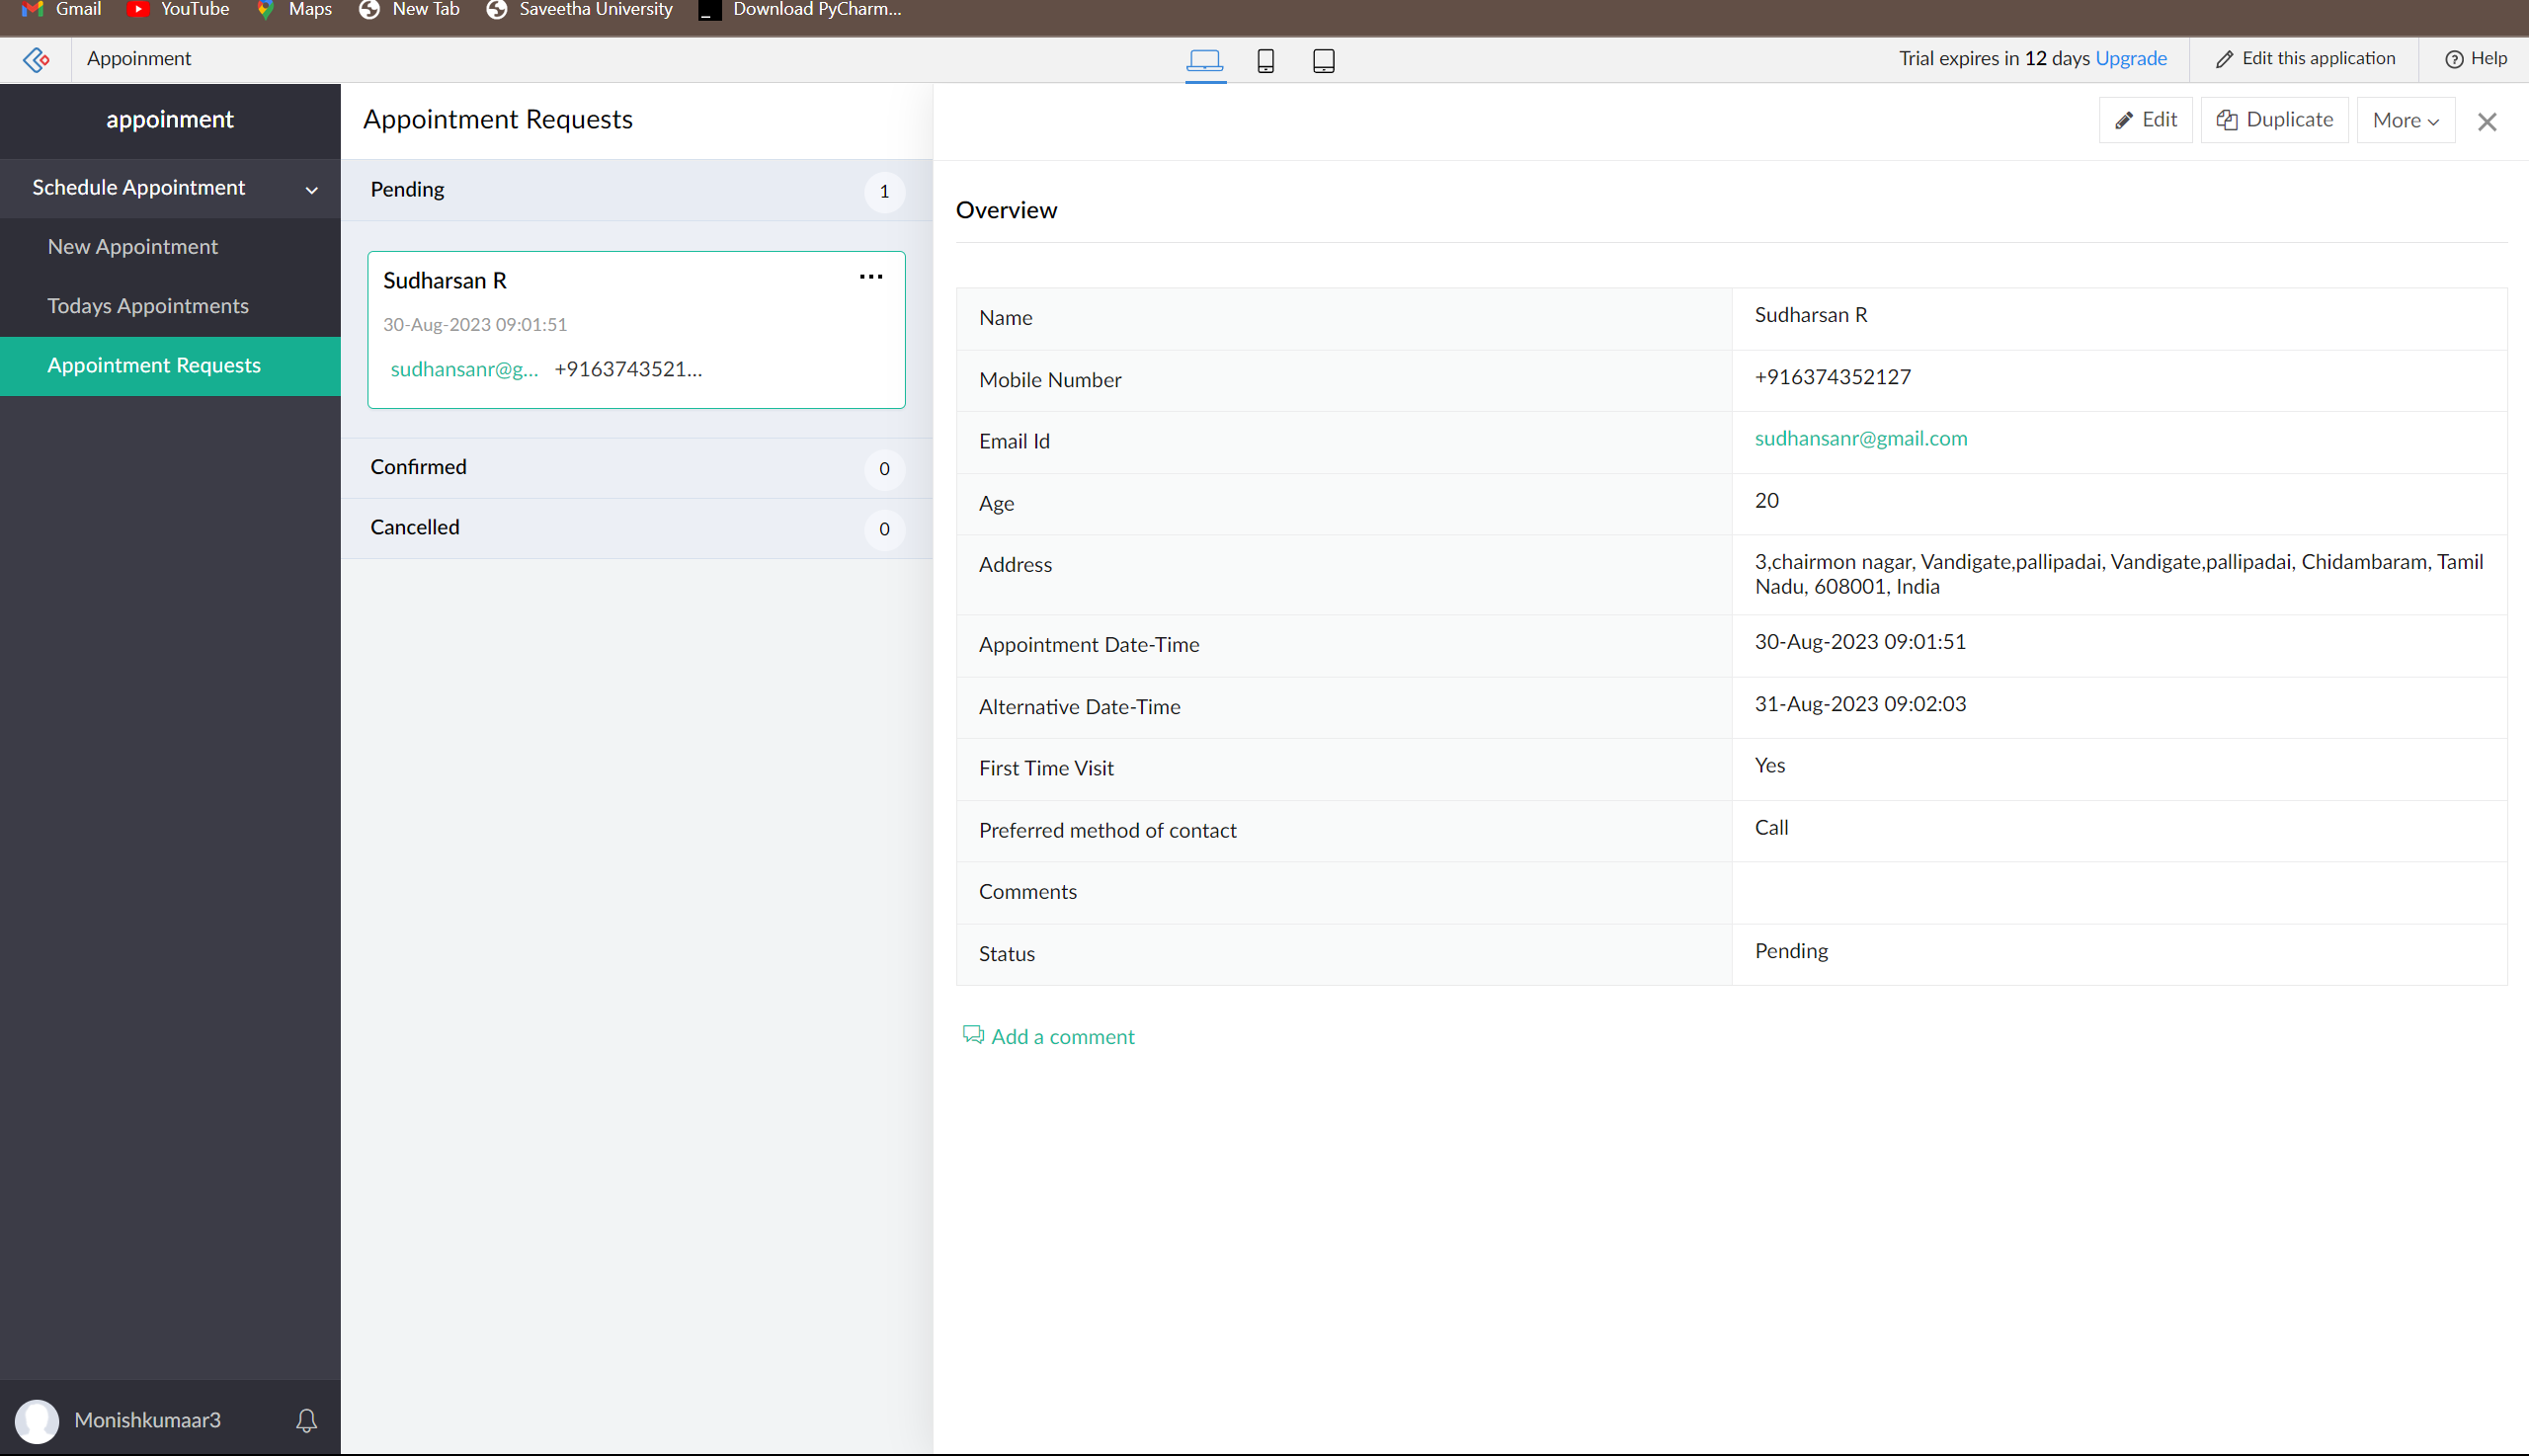 Gmail YouTube Maps New Tab Saveetha University Download PyCharm...
Appoinment
Trial expires in 12 days Upgrade Edit this application Help
appoinment
Schedule Appointment
New Appointment
Todays Appointments
Appointment Requests
Monishkumaar3
Appointment Requests
Pending 1
Sudharsan R ...
30-Aug-2023 09:01:51
sudhansanr@g... +9163743521...
Confirmed 0
Cancelled 0
Edit Duplicate More
Overview
Name Sudharsan R
Mobile Number +916374352127
Email Id sudhansanr@gmail.com
Age 20
Address 3,chairmon nagar, Vandigate,pallipadai, Vandigate,pallipadai, Chidambaram, Tamil
Nadu, 608001, India
Appointment Date-Time 30-Aug-2023 09:01:51
Alternative Date-Time 31-Aug-2023 09:02:03
First Time Visit Yes
Preferred method of contact Call
Comments
Status Pending
Add a comment